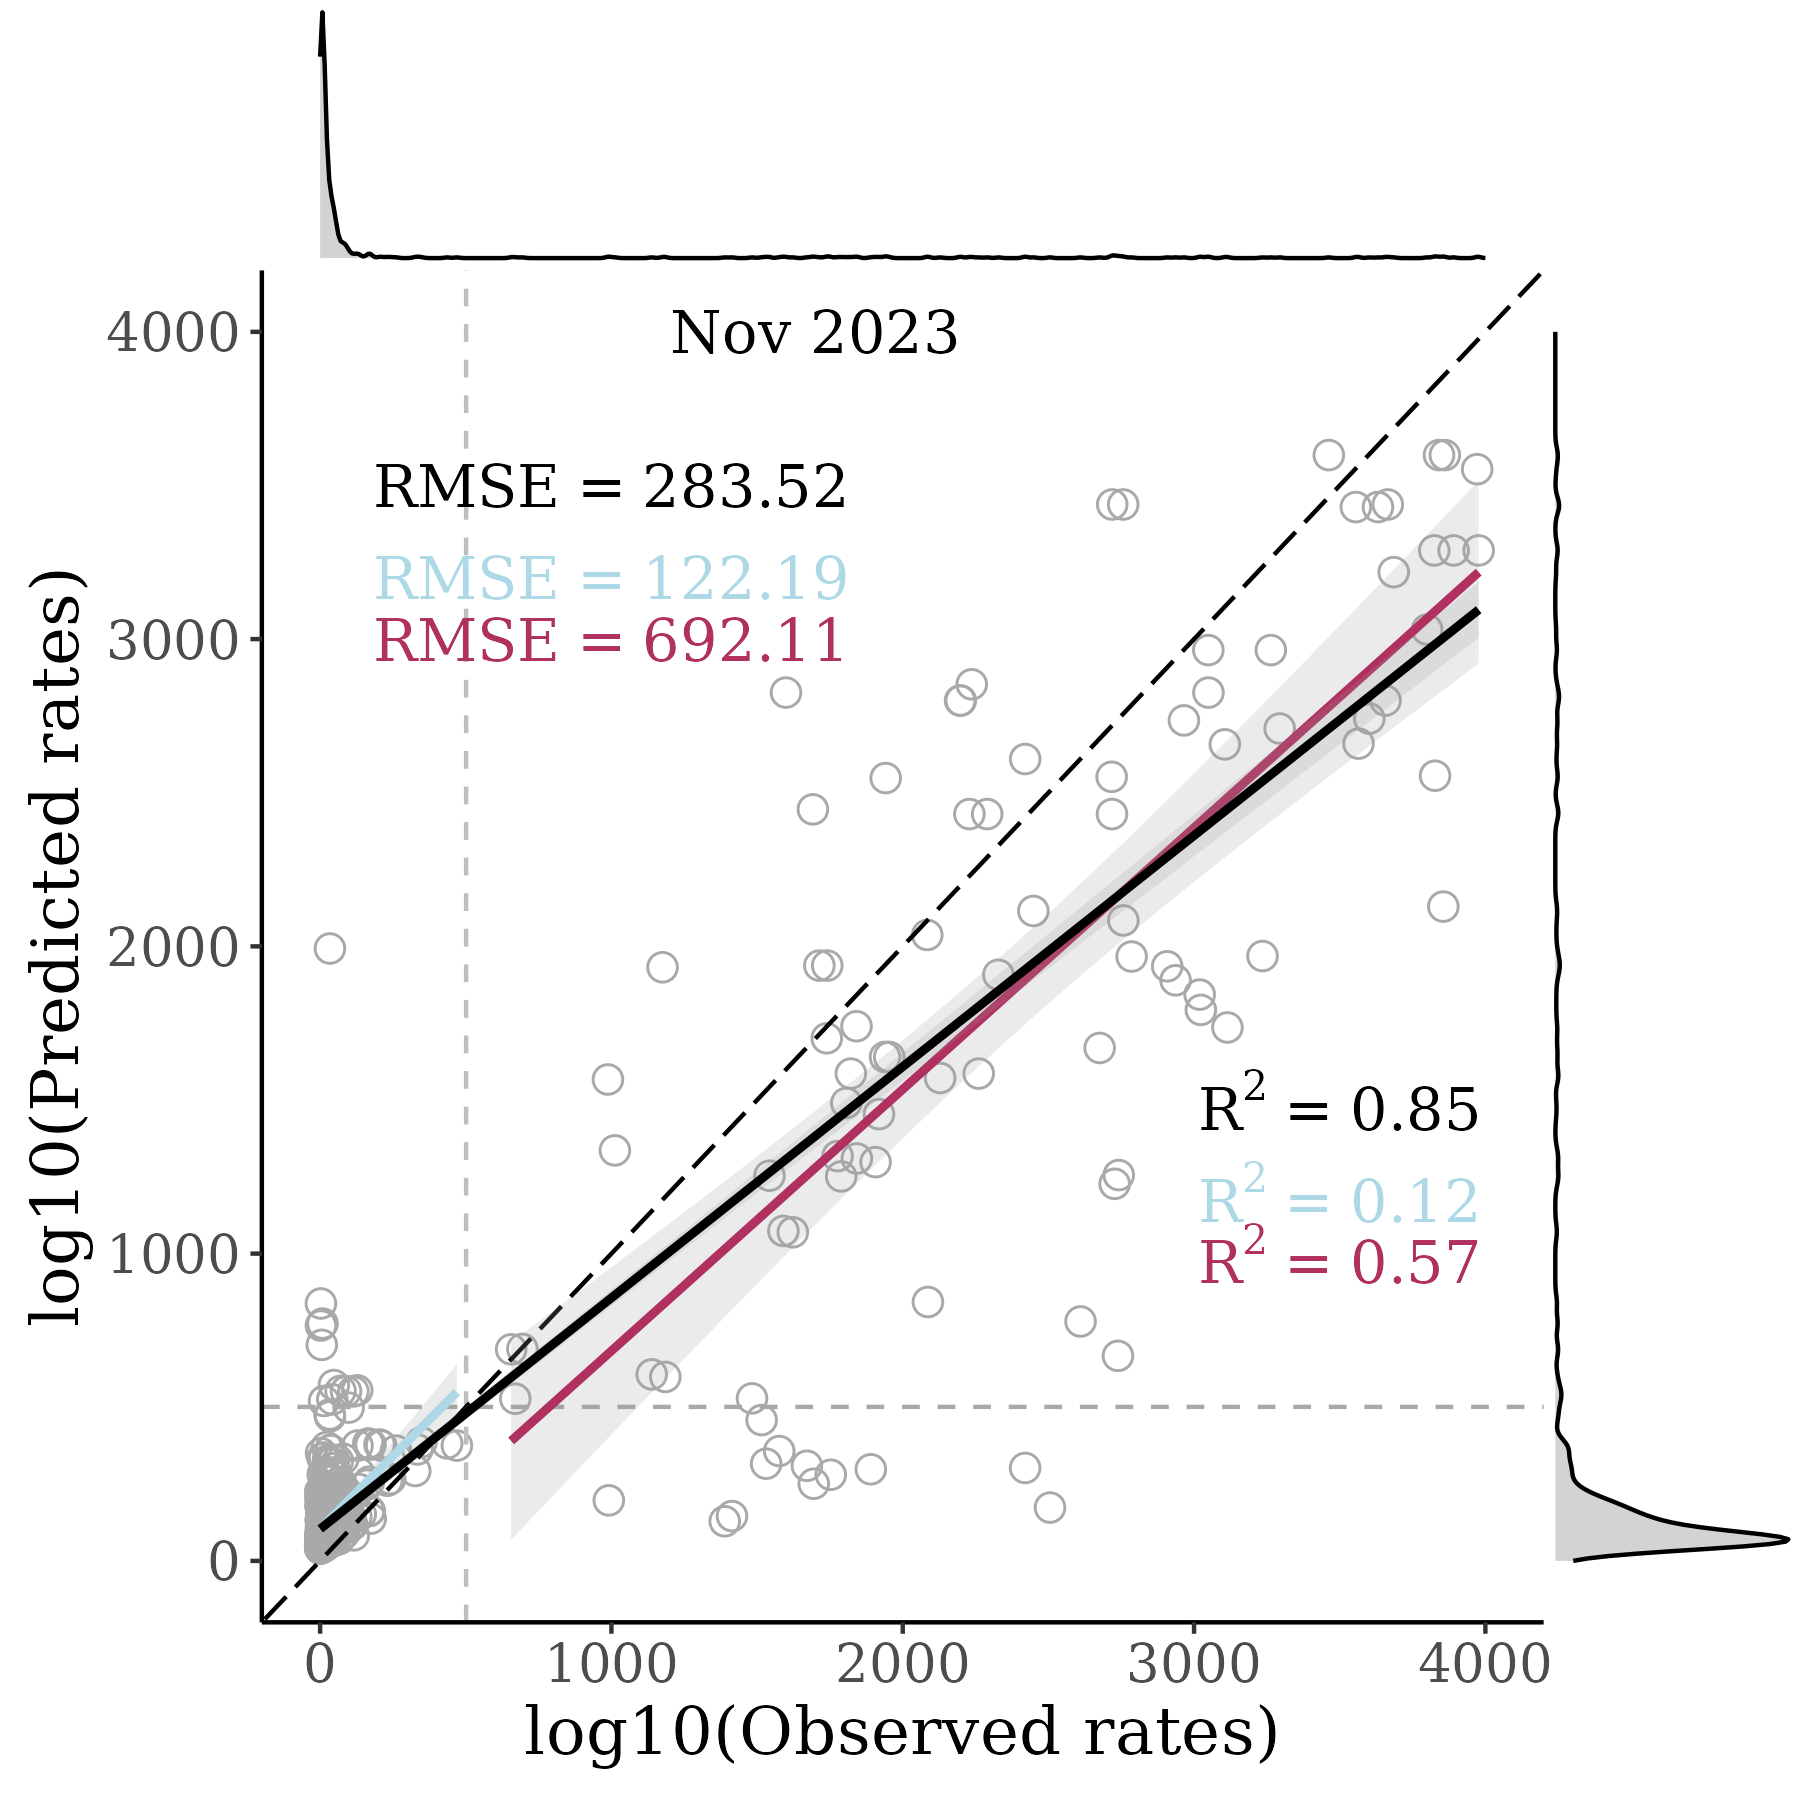 Nov 2023
4000
RMSE = 283.52
RMSE = 122.19
RMSE = 692.11
3000
2000
R² = 0.85
R² = 0.12
R² = 0.57
1000
0
log10(Predicted rates)
0 1000 2000 3000 4000
log10(Observed rates)